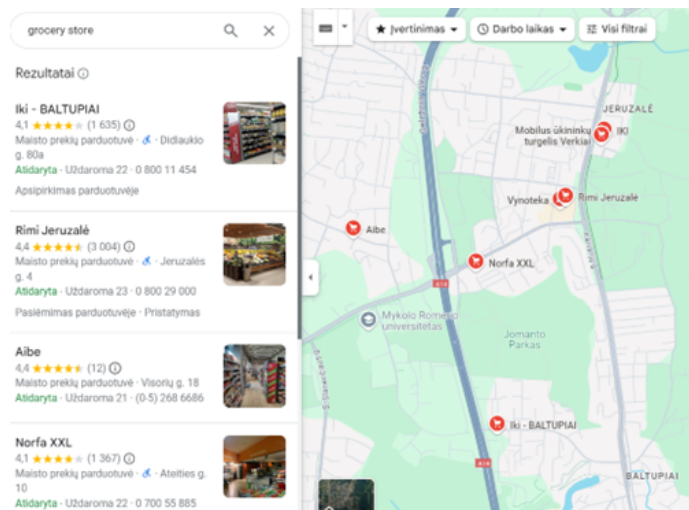 grocery store
Rezultatai
Iki - BALTUPIAI
4,1 (1 635)
Maisto prekių parduotuvė · Didlaukio
g. 80a
Atidaryta · Uždaroma 22 · 0 800 11 454
Apsipirkimas parduotuvėje
Rimi Jeruzalė
4,4 (3 004)
Maisto prekių parduotuvė · Jeruzalės
g. 4
Atidaryta · Uždaroma 23 · 0 800 29 000
Pasiėmimas parduotuvėje · Pristatymas
Aibe
4,4 (12)
Maisto prekių parduotuvė · Visorių g. 18
Atidaryta · Uždaroma 21 · (0-5) 268 6686
Norfa XXL
4,1 (1 367)
Maisto prekių parduotuvė · Ateities g.
10
Atidaryta · Uždaroma 22 · 0 700 55 885
Įvertinimas
Darbo laikas
Visi filtrai
JERUZALĖ
Mobilus ūkininkų
turgelis Verkiai
IKI
Vynoteka
Rimi Jeruzalė
Aibe
Norfa XXL
A14
Mykolo Romerio
universitetas
Jomanto
Parkas
Iki - BALTUPIAI
A14
BALTUPIAI